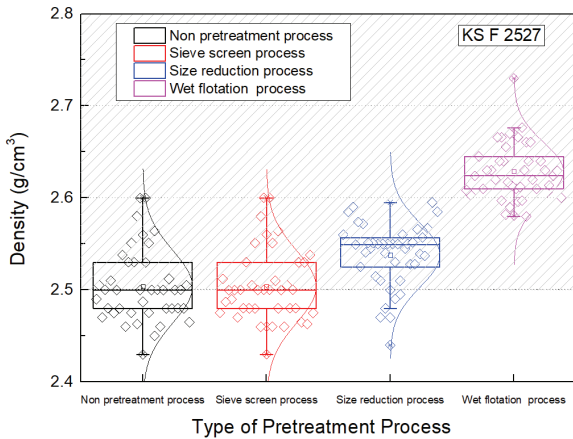 2.8
2.7
2.6
2.5
2.4
Density (g/cm³)
Non pretreatment process
Sieve screen process
Size reduction process
Wet flotation process
KS F 2527
Non pretreatment process Sieve screen process Size reduction process Wet flotation process
Type of Pretreatment Process